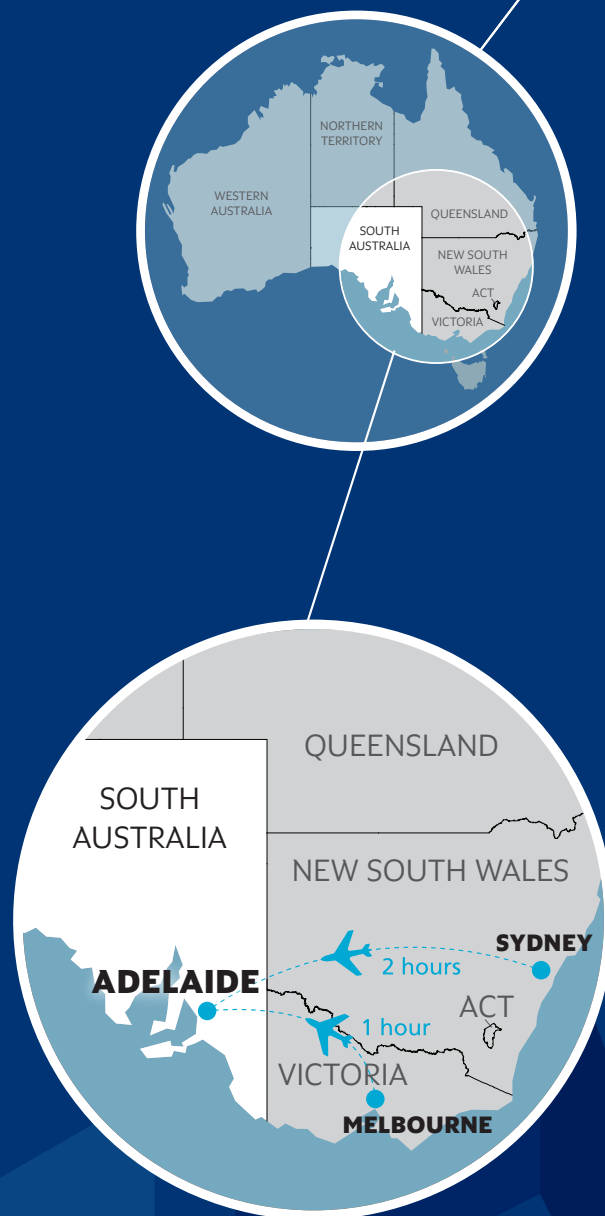 NORTHERN
TERRITORY
WESTERN
AUSTRALIA
QUEENSLAND
SOUTH
AUSTRALIA
NEW SOUTH
WALES
ACT
VICTORIA
QUEENSLAND
SOUTH
AUSTRALIA
NEW SOUTH WALES
SYDNEY
2 hours
ADELAIDE
ACT
1 hour
VICTORIA
MELBOURNE